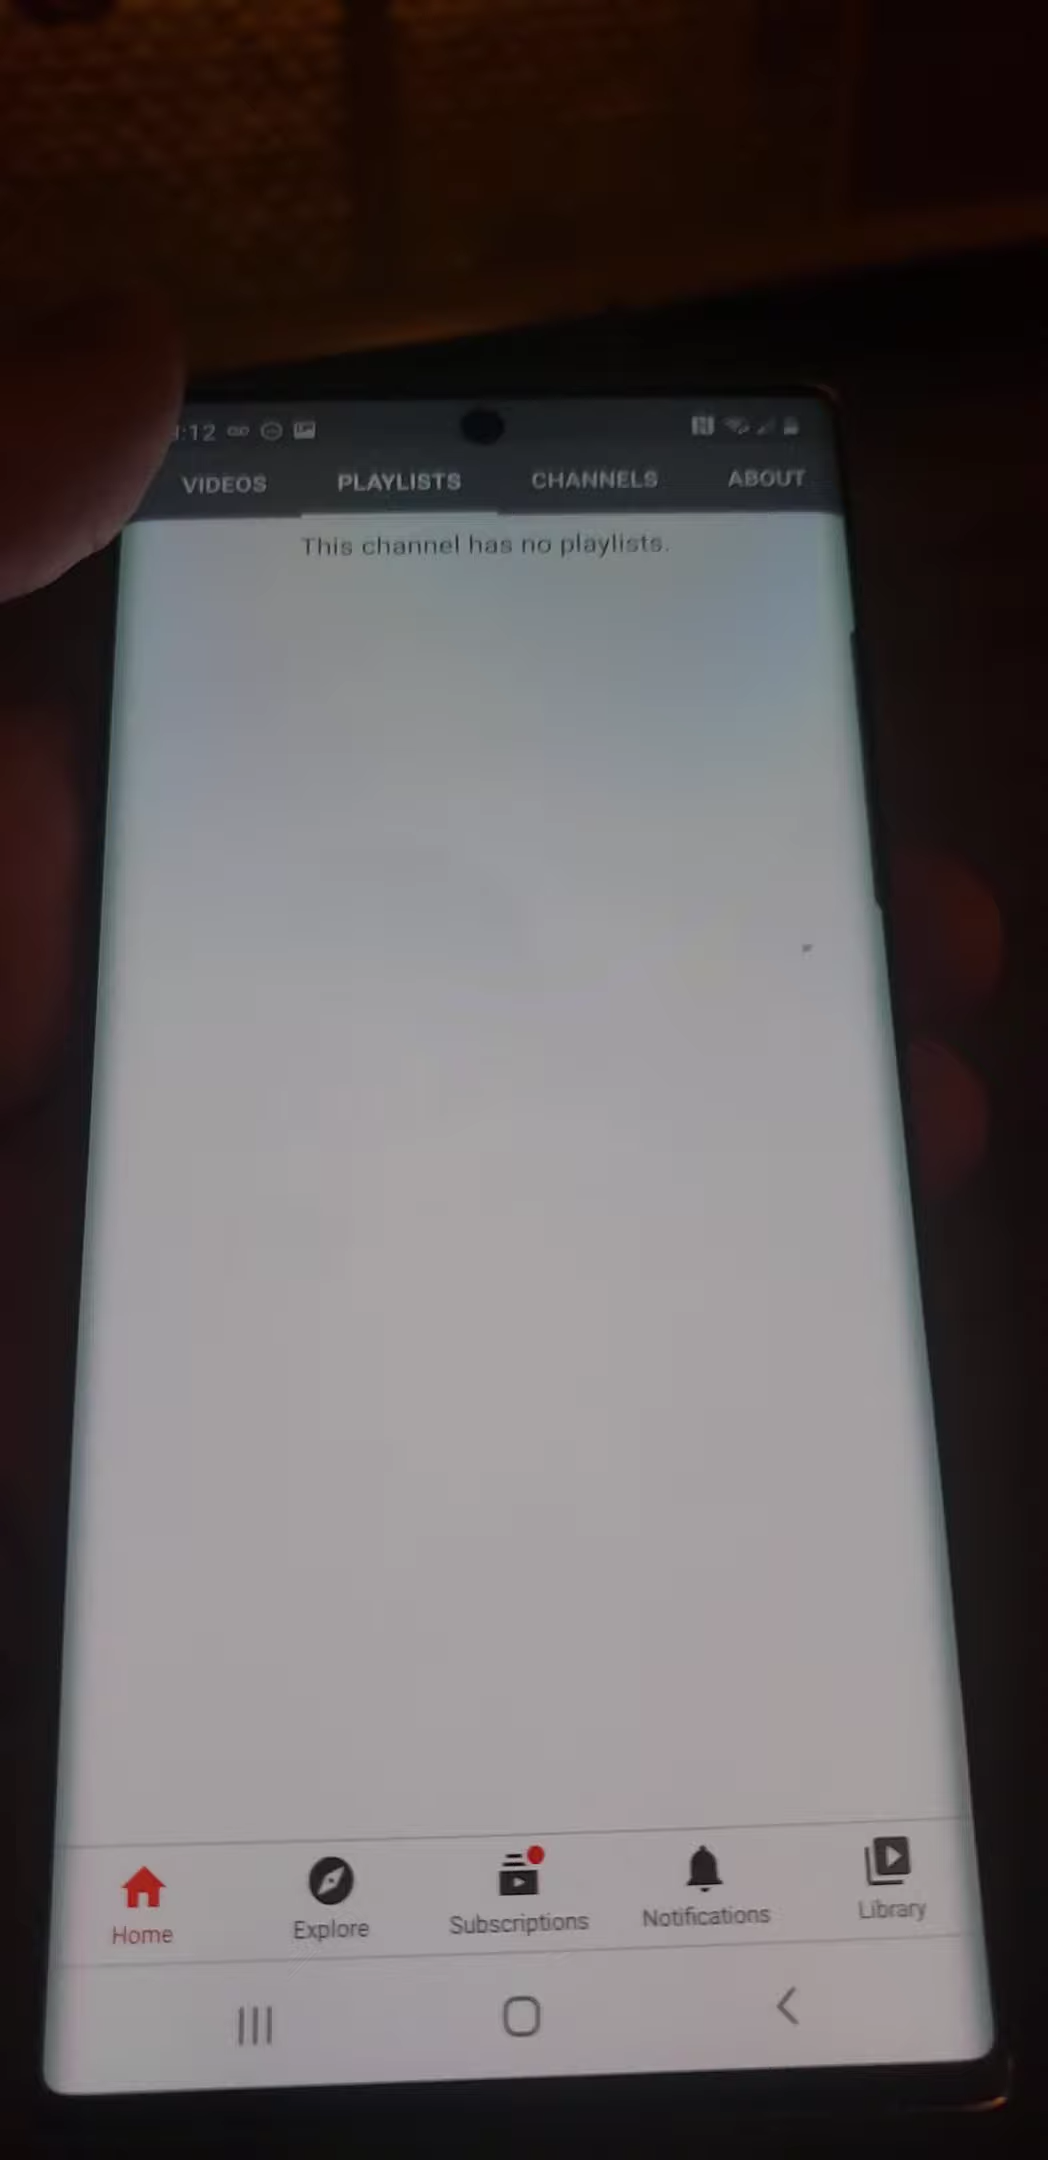 :12
VIDEOS PLAYLISTS CHANNELS ABOUT
This channel has no playlists.
Home Explore Subscriptions Notifications Library